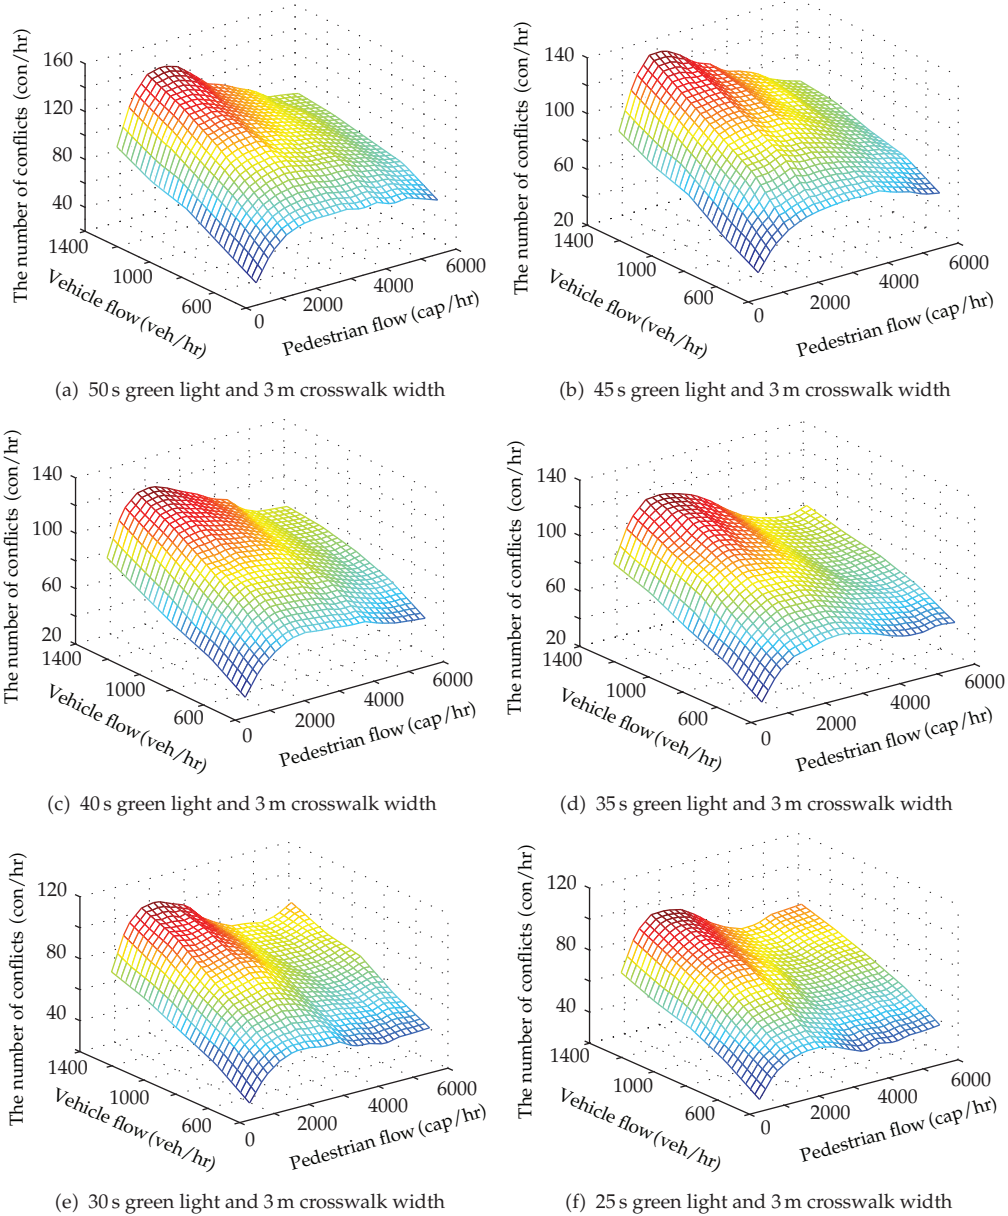 The number of conflicts (con/hr)
160
120
80
40
1400
1000
600
Vehicle flow(veh/hr)
0
2000
4000
6000
Pedestrian flow (cap/hr)
(a) 50 s green light and 3 m crosswalk width
The number of conflicts (con/hr)
140
100
60
20
1400
1000
600
Vehicle flow(veh/hr)
0
2000
4000
6000
Pedestrian flow (cap/hr)
(b) 45 s green light and 3 m crosswalk width
The number of conflicts (con/hr)
140
100
60
20
1400
1000
600
Vehicle flow(veh/hr)
0
2000
4000
6000
Pedestrian flow (cap/hr)
(c) 40 s green light and 3 m crosswalk width
The number of conflicts (con/hr)
140
100
60
20
1400
1000
600
Vehicle flow(veh/hr)
0
2000
4000
6000
Pedestrian flow (cap/hr)
(d) 35 s green light and 3 m crosswalk width
The number of conflicts (con/hr)
120
80
40
1400
1000
600
Vehicle flow(veh/hr)
0
2000
4000
6000
Pedestrian flow (cap/hr)
(e) 30 s green light and 3 m crosswalk width
The number of conflicts (con/hr)
120
80
40
1400
1000
600
Vehicle flow(veh/hr)
0
2000
4000
6000
Pedestrian flow (cap/hr)
(f) 25 s green light and 3 m crosswalk width